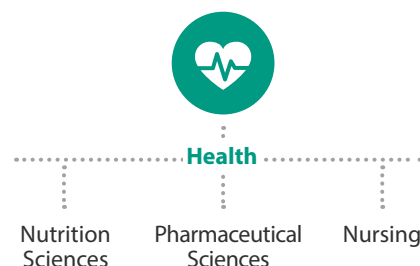 Health
Nutrition
Sciences
Pharmaceutical
Sciences
Nursing